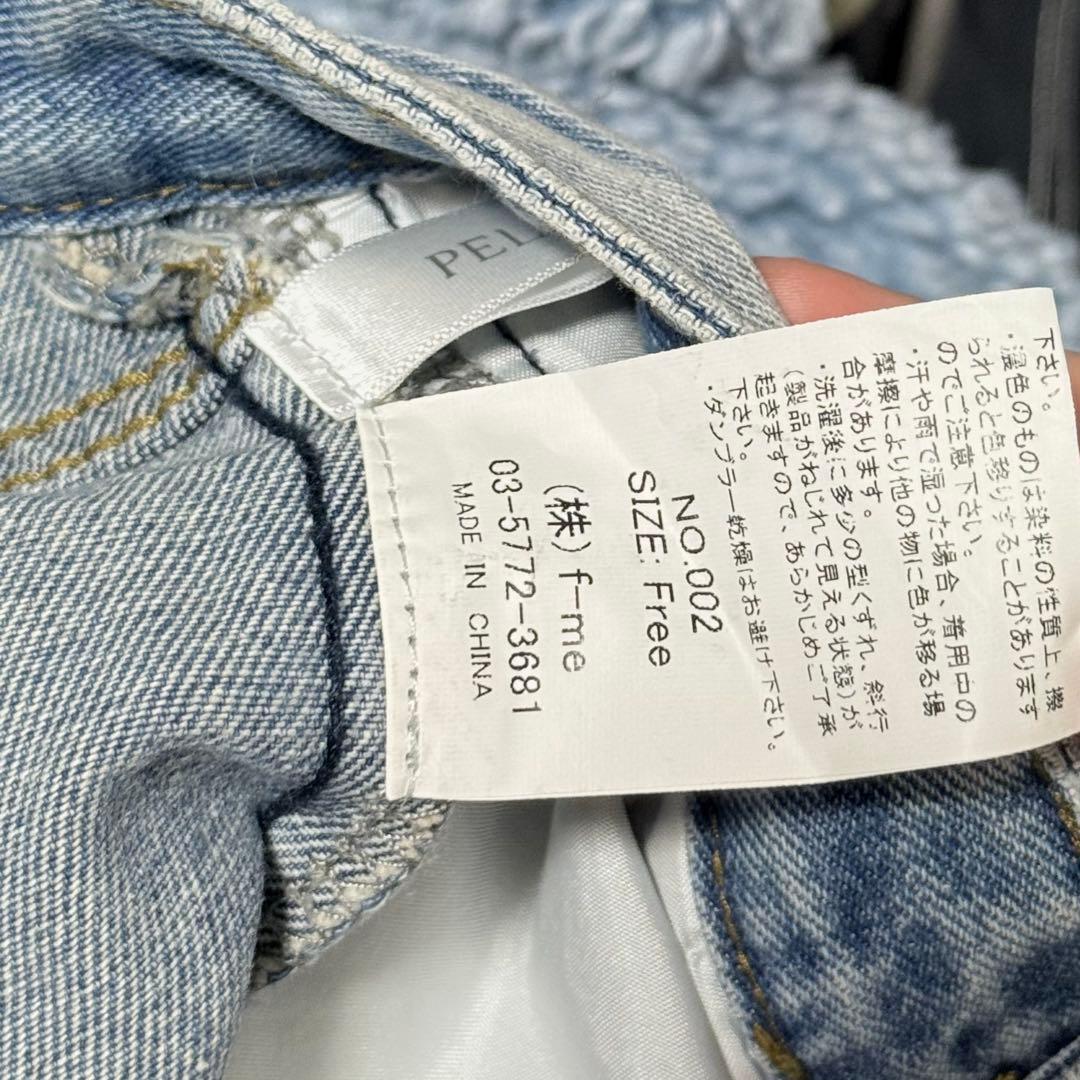 PEL
下さい。
・濃色のものは染料の性質上、擦
られると色移りすることがあります
のでご注意下さい。
・汗や雨で湿った場合、着用中の
摩擦により他の物に色が移る場
合があります。
・洗濯後に多少の型くずれ、斜行
(製品がねじれて見える状態)が
起きますので、あらかじめご了承
下さい。
・タンブラー乾燥はお避け下さい。
NO.002
SIZE: Free
(株)f-me
03-5772-3681
MADE IN CHINA